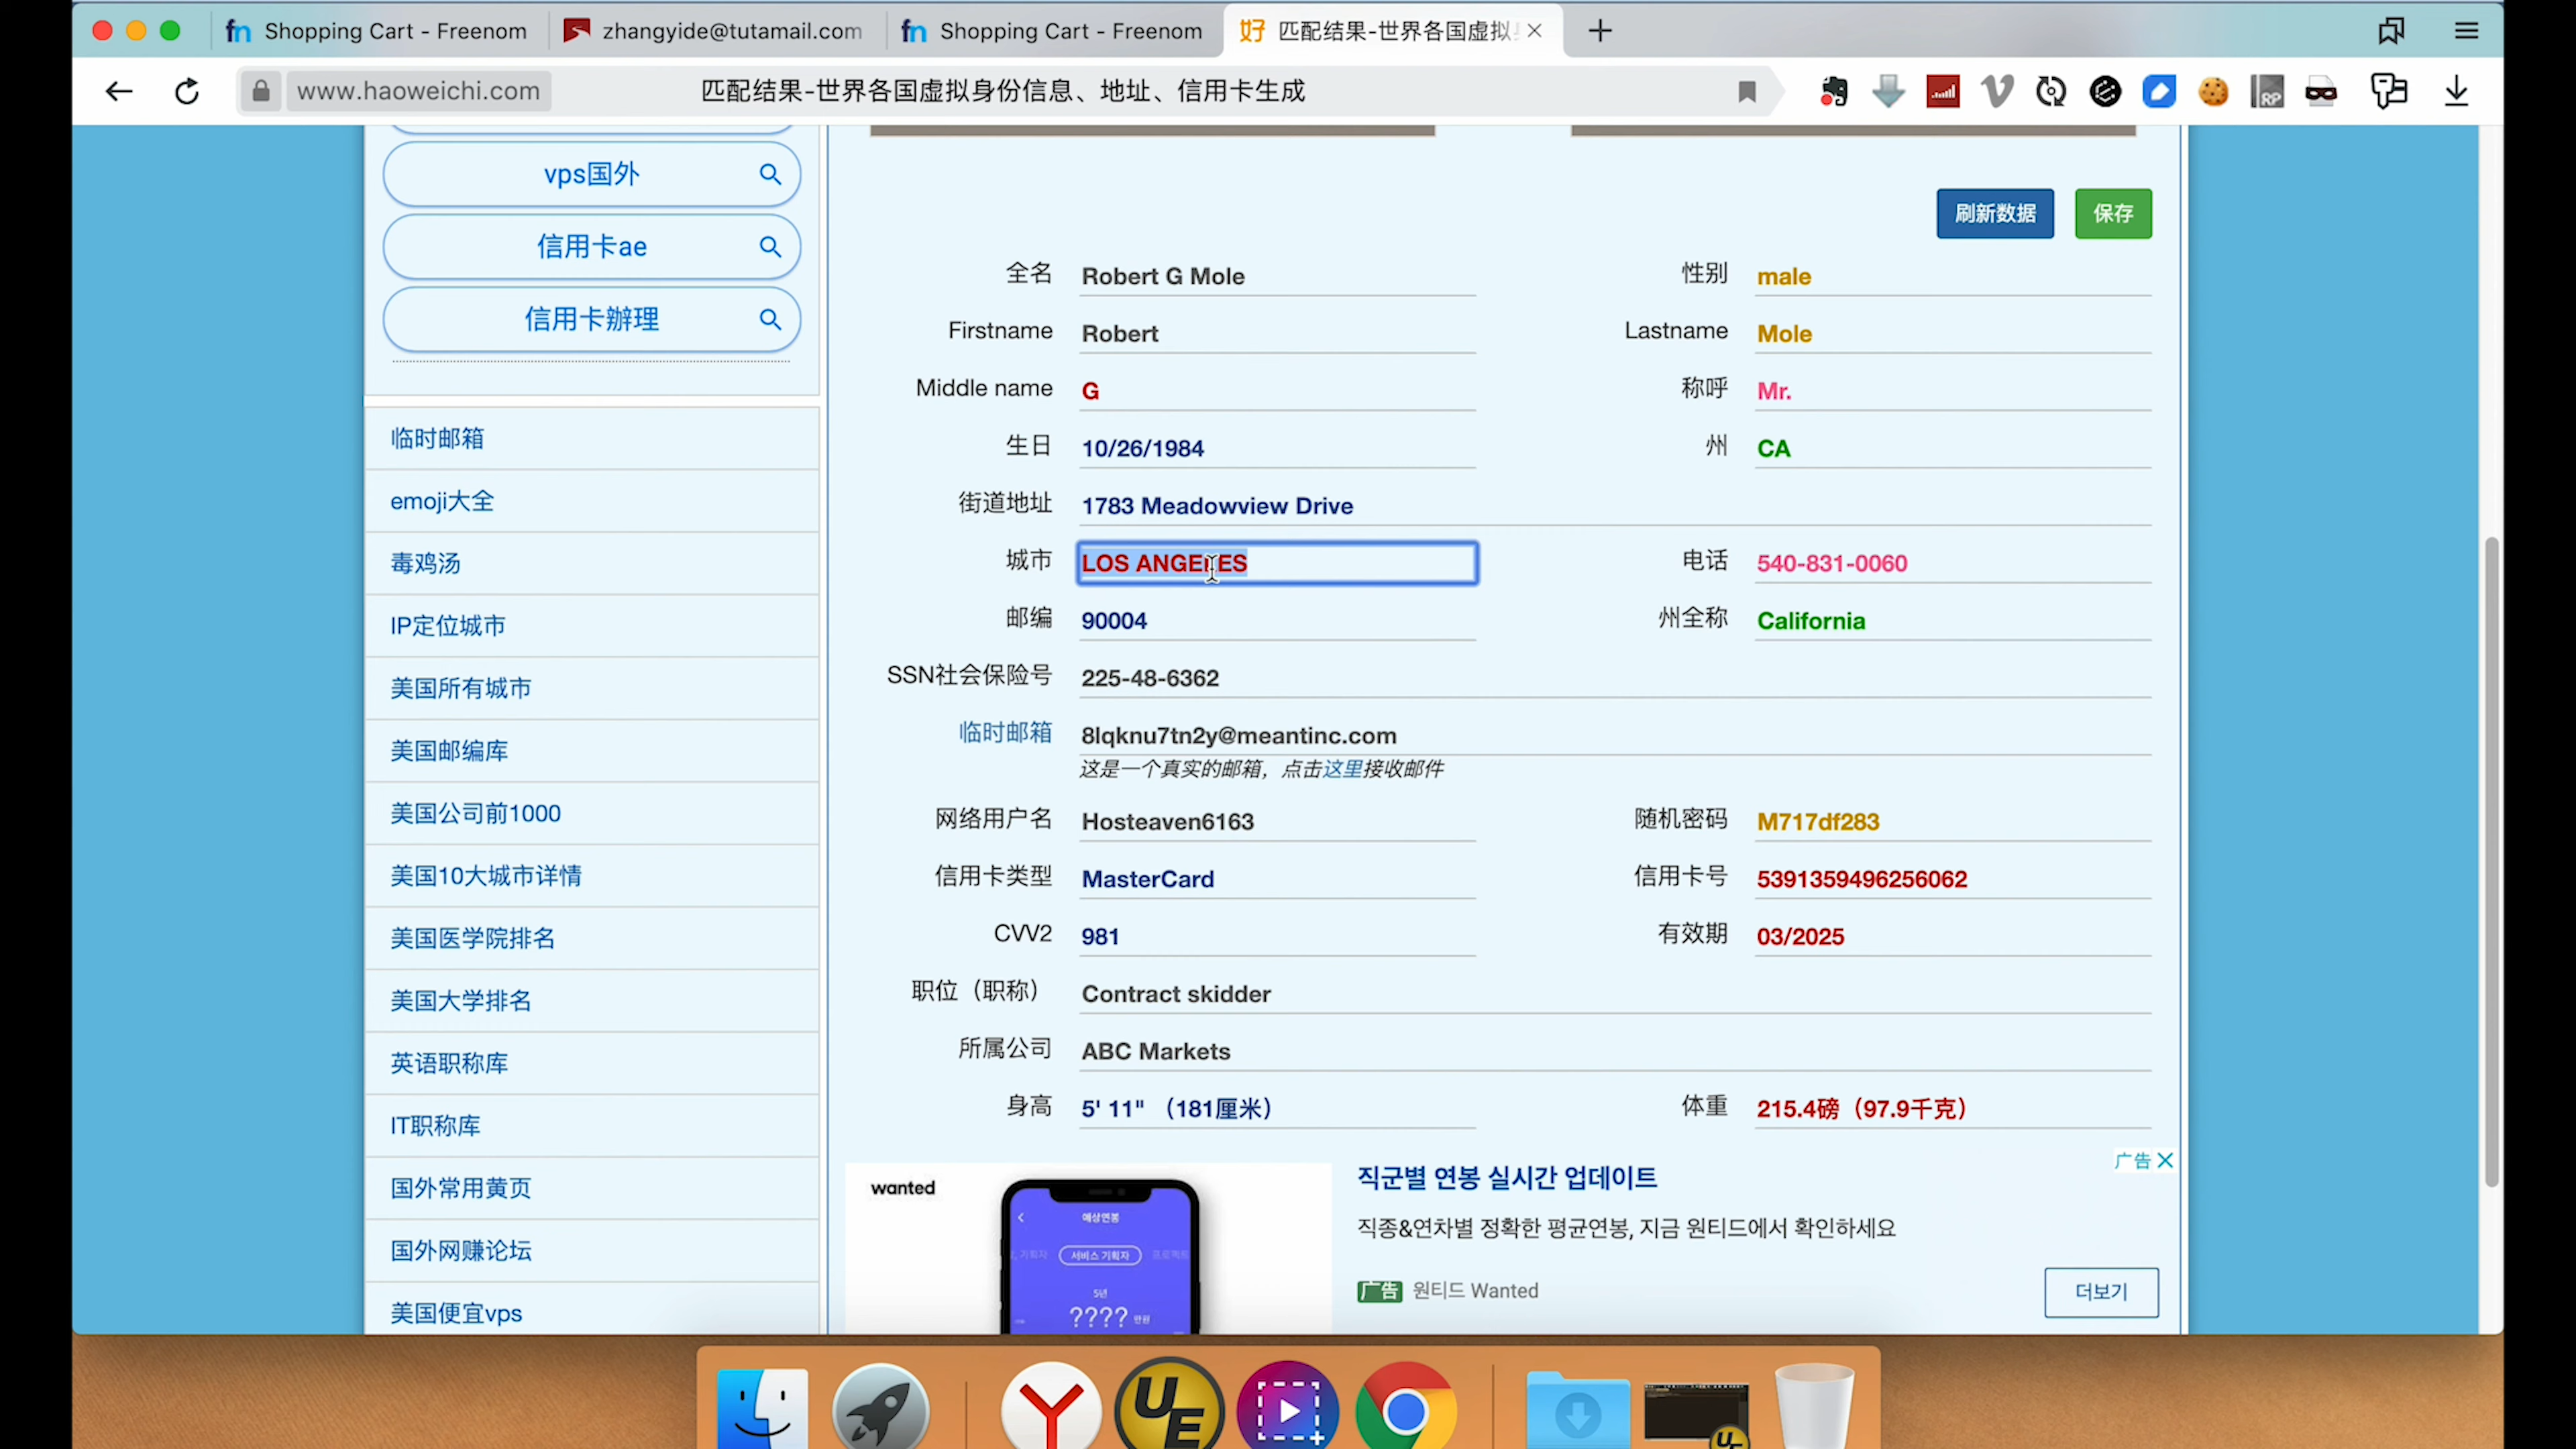 Shopping Cart - Freenom
zhangyide@tutamail.com
Shopping Cart - Freenom
匹配结果-世界各国虚拟
www.haoweichi.com
匹配结果-世界各国虚拟身份信息、地址、信用卡生成
vps国外
信用卡ae
信用卡辦理
临时邮箱
emoji大全
毒鸡汤
IP定位城市
美国所有城市
美国邮编库
美国公司前1000
美国10大城市详情
美国医学院排名
美国大学排名
英语职称库
IT职称库
国外常用黄页
国外网赚论坛
美国便宜vps
刷新数据 保存
全名 Robert G Mole 性别 male
Firstname Robert Lastname Mole
Middle name G 称呼 Mr.
生日 10/26/1984 州 CA
街道地址 1783 Meadowview Drive
城市 LOS ANGELES 电话 540-831-0060
邮编 90004 州全称 California
SSN社会保险号 225-48-6362
临时邮箱 8lqknu7tn2y@meantinc.com
这是一个真实的邮箱，点击这里接收邮件
网络用户名 Hosteaven6163 随机密码 M717df283
信用卡类型 MasterCard 信用卡号 5391359496256062
CVV2 981 有效期 03/2025
职位（职称） Contract skidder
所属公司 ABC Markets
身高 5' 11" （181厘米） 体重 215.4磅（97.9千克）
广告
wanted
예상연봉
서비스 기획자
5년
???? 만원
직군별 연봉 실시간 업데이트
직종&연차별 정확한 평균연봉, 지금 원티드에서 확인하세요
广告 원티드 Wanted
더보기